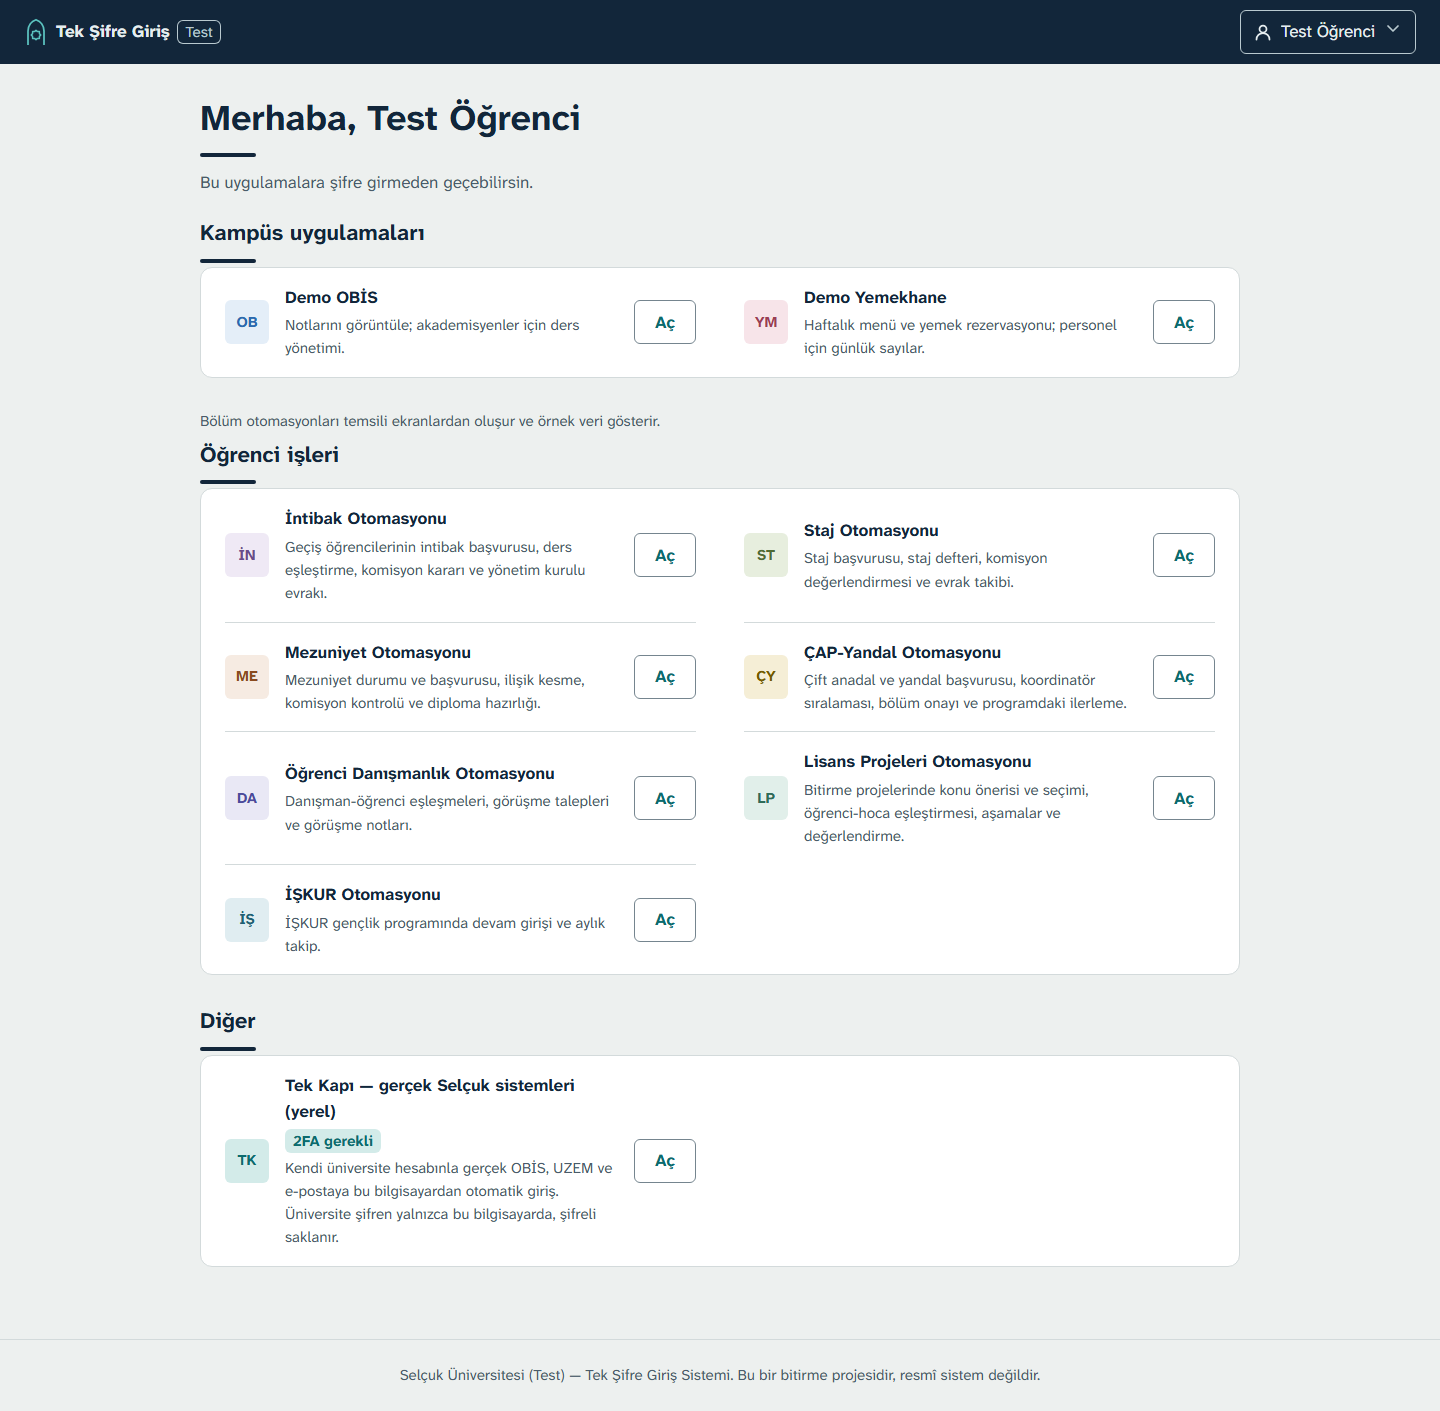 Tek Şifre Giriş Test
Test Öğrenci
Merhaba, Test Öğrenci
Bu uygulamalara şifre girmeden geçebilirsin.
Kampüs uygulamaları
OB
Demo OBİS
Notlarını görüntüle; akademisyenler için ders
yönetimi.
Aç
YM
Demo Yemekhane
Haftalık menü ve yemek rezervasyonu; personel
için günlük sayılar.
Aç
Bölüm otomasyonları temsili ekranlardan oluşur ve örnek veri gösterir.
Öğrenci işleri
İN
İntibak Otomasyonu
Geçiş öğrencilerinin intibak başvurusu, ders
eşleştirme, komisyon kararı ve yönetim kurulu
evrakı.
Aç
ST
Staj Otomasyonu
Staj başvurusu, staj defteri, komisyon
değerlendirmesi ve evrak takibi.
Aç
ME
Mezuniyet Otomasyonu
Mezuniyet durumu ve başvurusu, ilişik kesme,
komisyon kontrolü ve diploma hazırlığı.
Aç
ÇY
ÇAP-Yandal Otomasyonu
Çift anadal ve yandal başvurusu, koordinatör
sıralaması, bölüm onayı ve programdaki ilerleme.
Aç
DA
Öğrenci Danışmanlık Otomasyonu
Danışman-öğrenci eşleşmeleri, görüşme talepleri
ve görüşme notları.
Aç
LP
Lisans Projeleri Otomasyonu
Bitirme projelerinde konu önerisi ve seçimi,
öğrenci-hoca eşleştirmesi, aşamalar ve
değerlendirme.
Aç
İŞ
İŞKUR Otomasyonu
İŞKUR gençlik programında devam girişi ve aylık
takip.
Aç
Diğer
TK
Tek Kapı — gerçek Selçuk sistemleri
(yerel)
2FA gerekli
Kendi üniversite hesabınla gerçek OBİS, UZEM ve
e-postaya bu bilgisayardan otomatik giriş.
Üniversite şifren yalnızca bu bilgisayarda, şifreli
saklanır.
Aç
Selçuk Üniversitesi (Test) — Tek Şifre Giriş Sistemi. Bu bir bitirme projesidir, resmî sistem değildir.